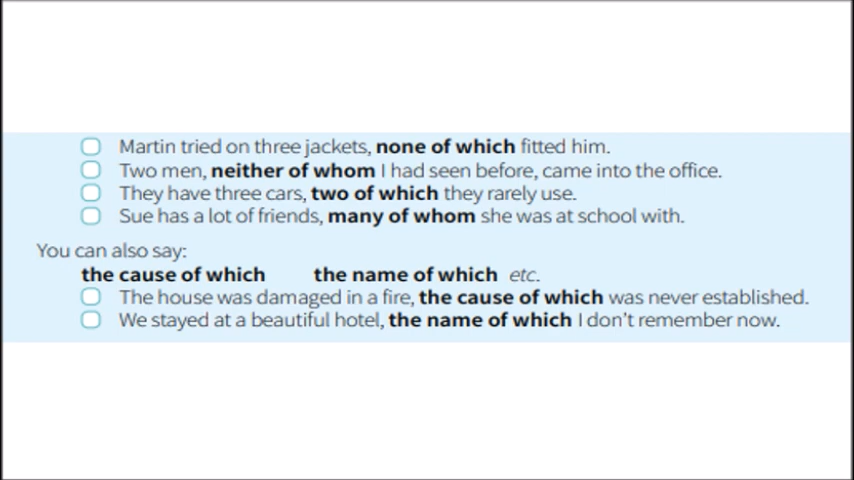 Martin tried on three jackets, none of which fitted him.
Two men, neither of whom I had seen before, came into the office.
They have three cars, two of which they rarely use.
Sue has a lot of friends, many of whom she was at school with.
You can also say:
the cause of which the name of which etc.
The house was damaged in a fire, the cause of which was never established.
We stayed at a beautiful hotel, the name of which I don't remember now.